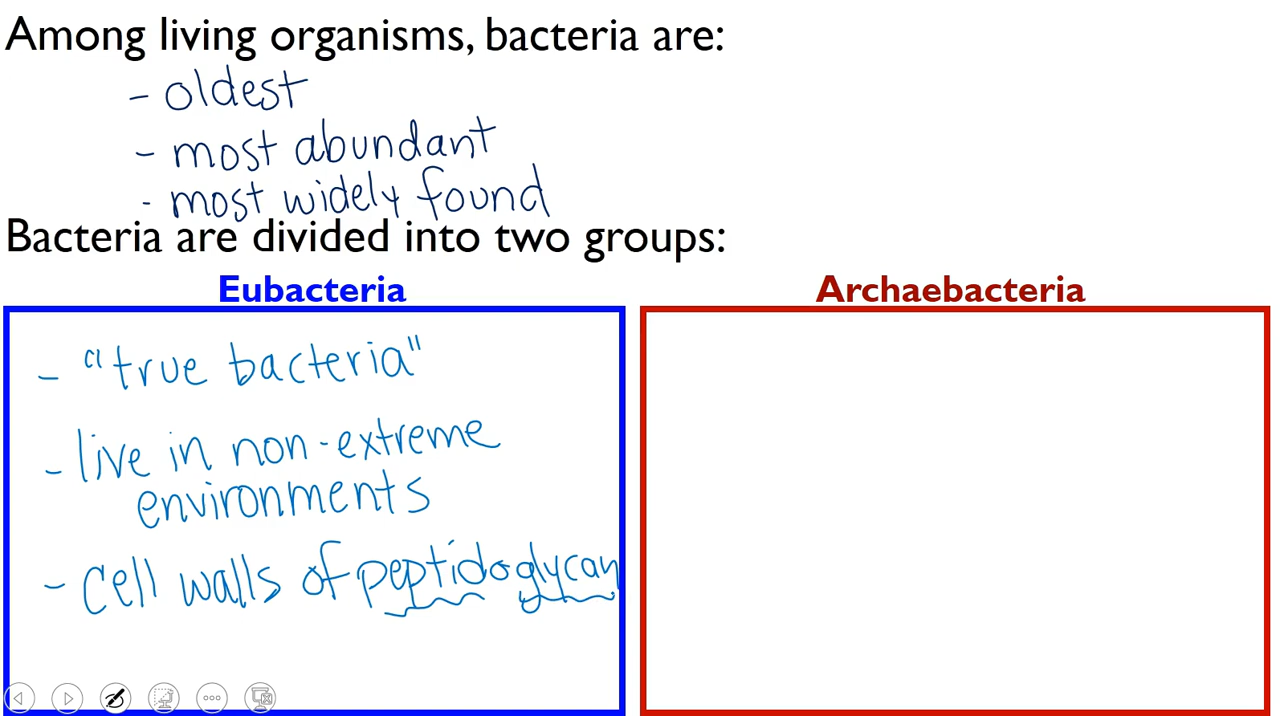 Among living organisms, bacteria are:
- oldest
- most abundant
- most widely found
Bacteria are divided into two groups:
Eubacteria
- "true bacteria"
- live in non-extreme
environments
- cell walls of peptidoglycan
Archaebacteria